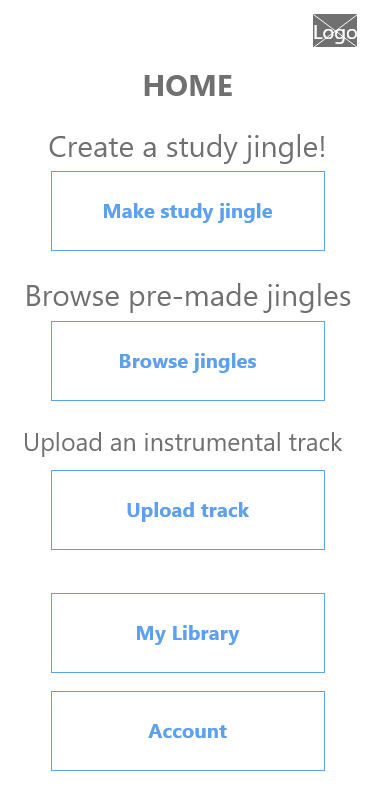 Logo
HOME
Create a study jingle!
Make study jingle
Browse pre-made jingles
Browse jingles
Upload an instrumental track
Upload track
My Library
Account